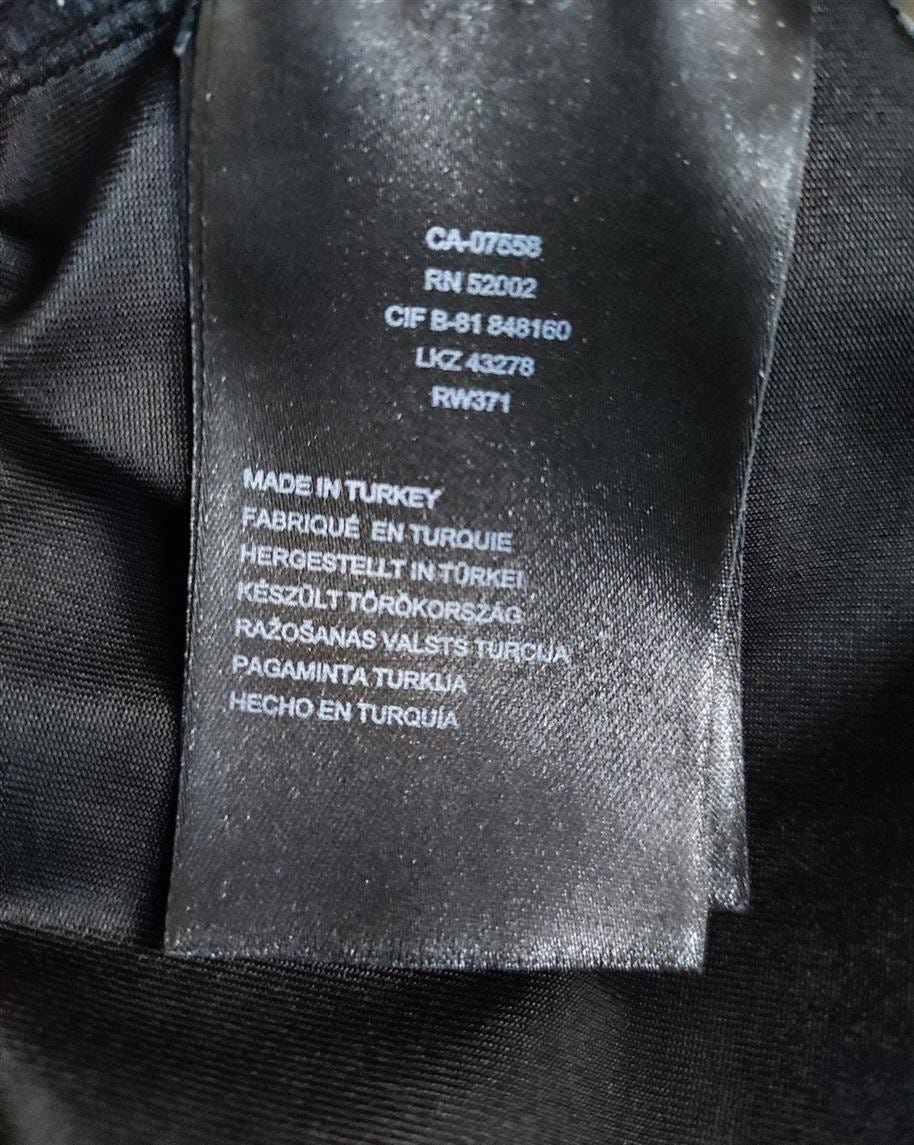 CA-07558
RN 52002
CIF B-81 848160
LKZ 43278
RW371
MADE IN TURKEY
FABRIQUÉ EN TURQUIE
HERGESTELLT IN TÜRKEI
KÉSZÜLT TÖRÖKORSZÁG
RAŽOŠANAS VALSTS TURCIJA
PAGAMINTA TURKIJA
HECHO EN TURQUÍA